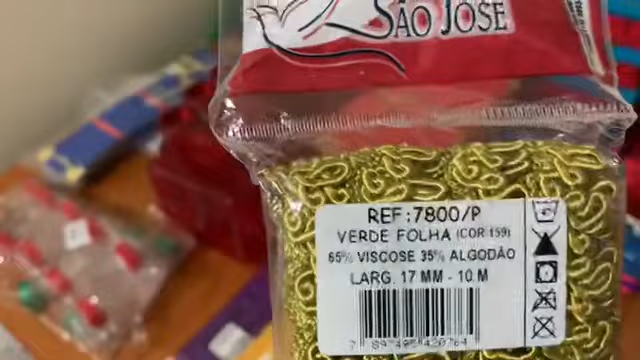 SÃO JOSÉ
REF:7800/P
VERDE FOLHA (COR 159)
65% VISCOSE 35% ALGODÃO
LARG. 17 MM - 10 M